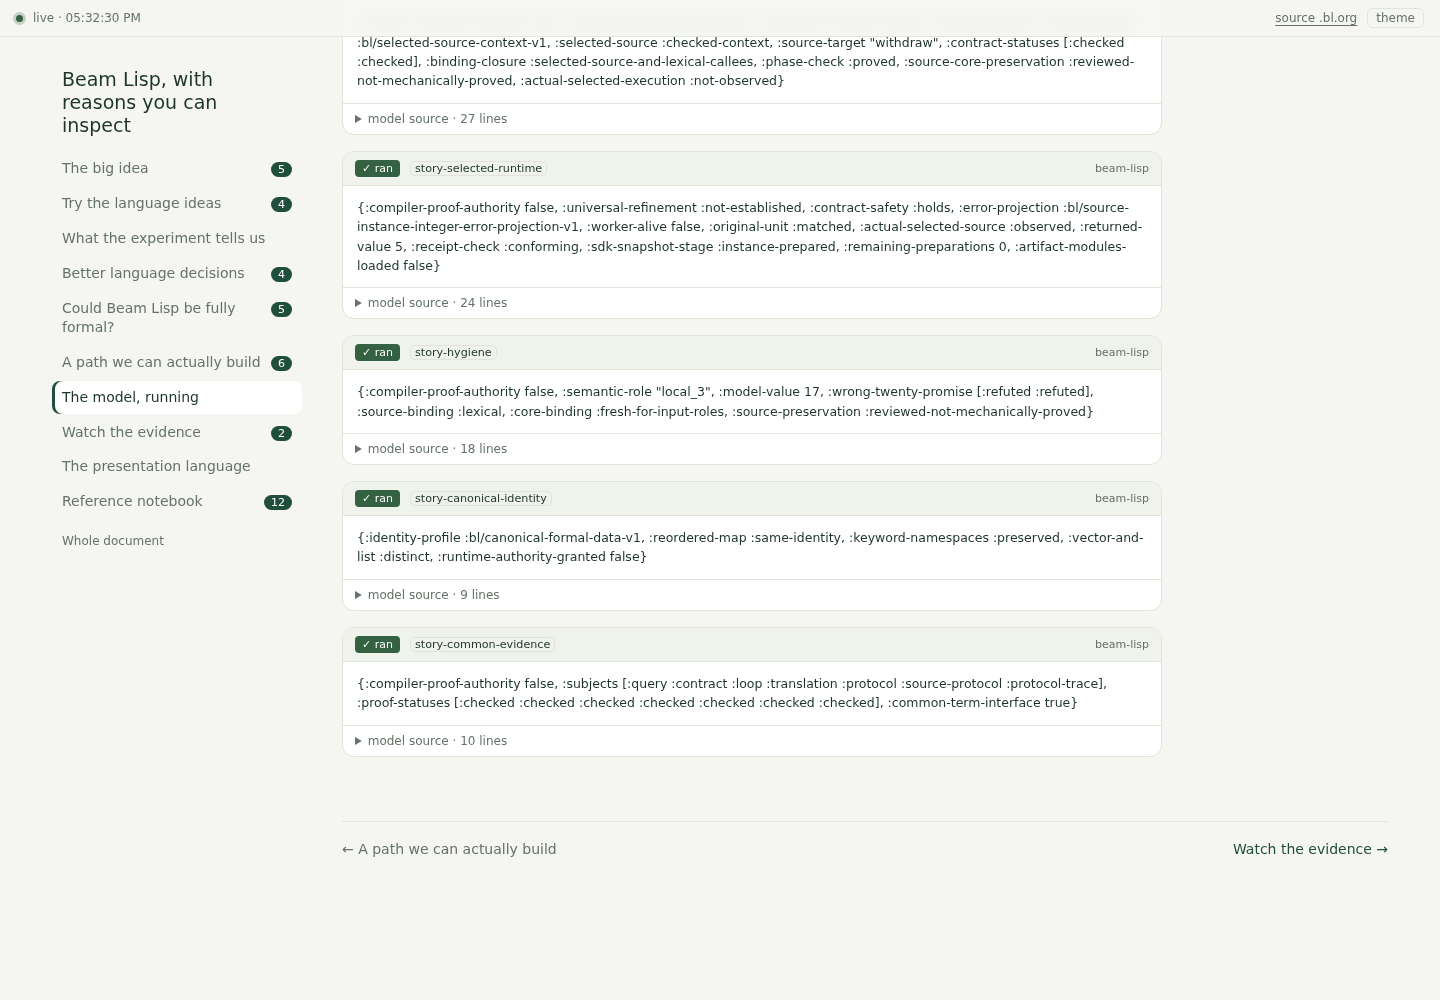 live · 05:32:30 PM
source .bl.org
theme
Beam Lisp, with
reasons you can
inspect
The big idea 5
Try the language ideas 4
What the experiment tells us
Better language decisions 4
Could Beam Lisp be fully 5
formal?
A path we can actually build 6
The model, running
Watch the evidence 2
The presentation language
Reference notebook 12
Whole document
:bl/selected-source-context-v1, :selected-source :checked-context, :source-target "withdraw", :contract-statuses [:checked
:checked], :binding-closure :selected-source-and-lexical-callees, :phase-check :proved, :source-core-preservation :reviewed-
not-mechanically-proved, :actual-selected-execution :not-observed}
▶ model source · 27 lines
✓ ran story-selected-runtime beam-lisp
{:compiler-proof-authority false, :universal-refinement :not-established, :contract-safety :holds, :error-projection :bl/source-
instance-integer-error-projection-v1, :worker-alive false, :original-unit :matched, :actual-selected-source :observed, :returned-
value 5, :receipt-check :conforming, :sdk-snapshot-stage :instance-prepared, :remaining-preparations 0, :artifact-modules-
loaded false}
▶ model source · 24 lines
✓ ran story-hygiene beam-lisp
{:compiler-proof-authority false, :semantic-role "local_3", :model-value 17, :wrong-twenty-promise [:refuted :refuted],
:source-binding :lexical, :core-binding :fresh-for-input-roles, :source-preservation :reviewed-not-mechanically-proved}
▶ model source · 18 lines
✓ ran story-canonical-identity beam-lisp
{:identity-profile :bl/canonical-formal-data-v1, :reordered-map :same-identity, :keyword-namespaces :preserved, :vector-and-
list :distinct, :runtime-authority-granted false}
▶ model source · 9 lines
✓ ran story-common-evidence beam-lisp
{:compiler-proof-authority false, :subjects [:query :contract :loop :translation :protocol :source-protocol :protocol-trace],
:proof-statuses [:checked :checked :checked :checked :checked :checked :checked], :common-term-interface true}
▶ model source · 10 lines
← A path we can actually build
Watch the evidence →